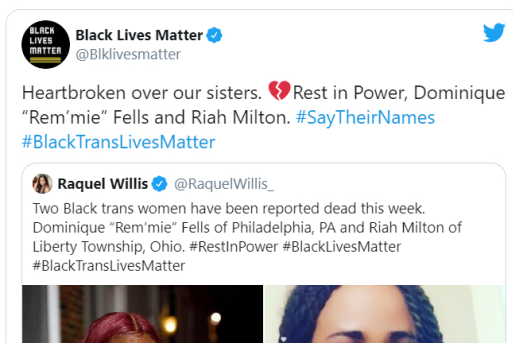 BLACK
LIVES
MATTER
Black Lives Matter
@Blklivesmatter
Heartbroken over our sisters. 💔Rest in Power, Dominique
“Rem’mie” Fells and Riah Milton. #SayTheirNames
#BlackTransLivesMatter
Raquel Willis @RaquelWillis_
Two Black trans women have been reported dead this week.
Dominique “Rem’mie” Fells of Philadelphia, PA and Riah Milton of
Liberty Township, Ohio. #RestInPower #BlackLivesMatter
#BlackTransLivesMatter